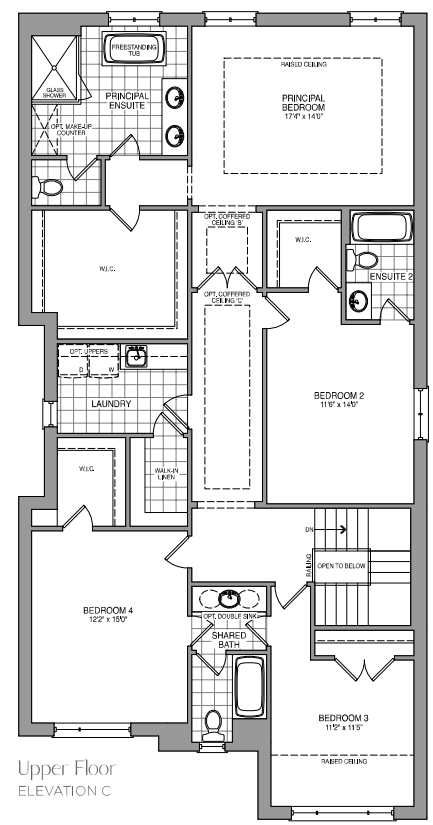 FREESTANDING
TUB
GLASS
SHOWER
PRINCIPAL
ENSUITE
OPT. MAKE-UP
COUNTER
RAISED CEILING
PRINCIPAL
BEDROOM
17'4" x 14'0"
W.I.C.
OPT. COFFERED
CEILING 'B'
W.I.C.
ENSUITE 2
OPT. COFFERED
CEILING 'C'
OPT. UPPERS
D W
LAUNDRY
BEDROOM 2
11'6" x 14'0"
W.I.C.
WALK-IN
LINEN
DN
RAILING
OPEN TO BELOW
BEDROOM 4
12'2" x 15'0"
OPT. DOUBLE SINK
SHARED
BATH
BEDROOM 3
11'2" x 11'5"
RAISED CEILING
Upper Floor
ELEVATION C